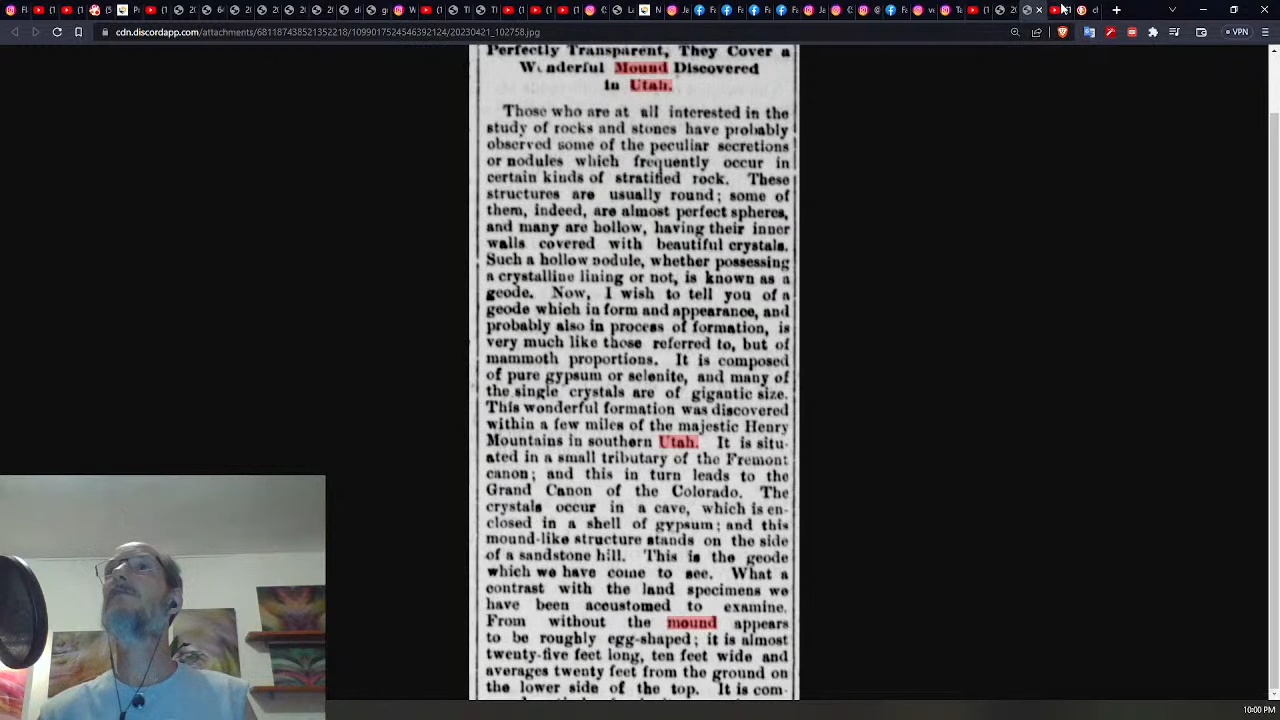 cdn.discordapp.com/attachments/681187438521352218/1099017524546392124/20230421_102758.jpg
VPN
Perfectly Transparent, They Cover a
Wonderful Mound Discovered
in Utah.
Those who are at all interested in the
study of rocks and stones have probably
observed some of the peculiar secretions
or nodules which frequently occur in
certain kinds of stratified rock. These
structures are usually round; some of
them, indeed, are almost perfect spheres,
and many are hollow, having their inner
walls covered with beautiful crystals.
Such a hollow nodule, whether possessing
a crystalline lining or not, is known as a
geode. Now, I wish to tell you of a
geode which in form and appearance, and
probably also in process of formation, is
very much like those referred to, but of
mammoth proportions. It is composed
of pure gypsum or selenite, and many of
the single crystals are of gigantic size.
This wonderful formation was discovered
within a few miles of the majestic Henry
Mountains in southern Utah. It is situ-
ated in a small tributary of the Fremont
canon; and this in turn leads to the
Grand Canon of the Colorado. The
crystals occur in a cave, which is en-
closed in a shell of gypsum; and this
mound-like structure stands on the side
of a sandstone hill. This is the geode
which we have come to see. What a
contrast with the land specimens we
have been accustomed to examine.
From without the mound appears
to be roughly egg-shaped; it is almost
twenty-five feet long, ten feet wide and
averages twenty feet from the ground on
the lower side of the top. It is com-
10:00 PM